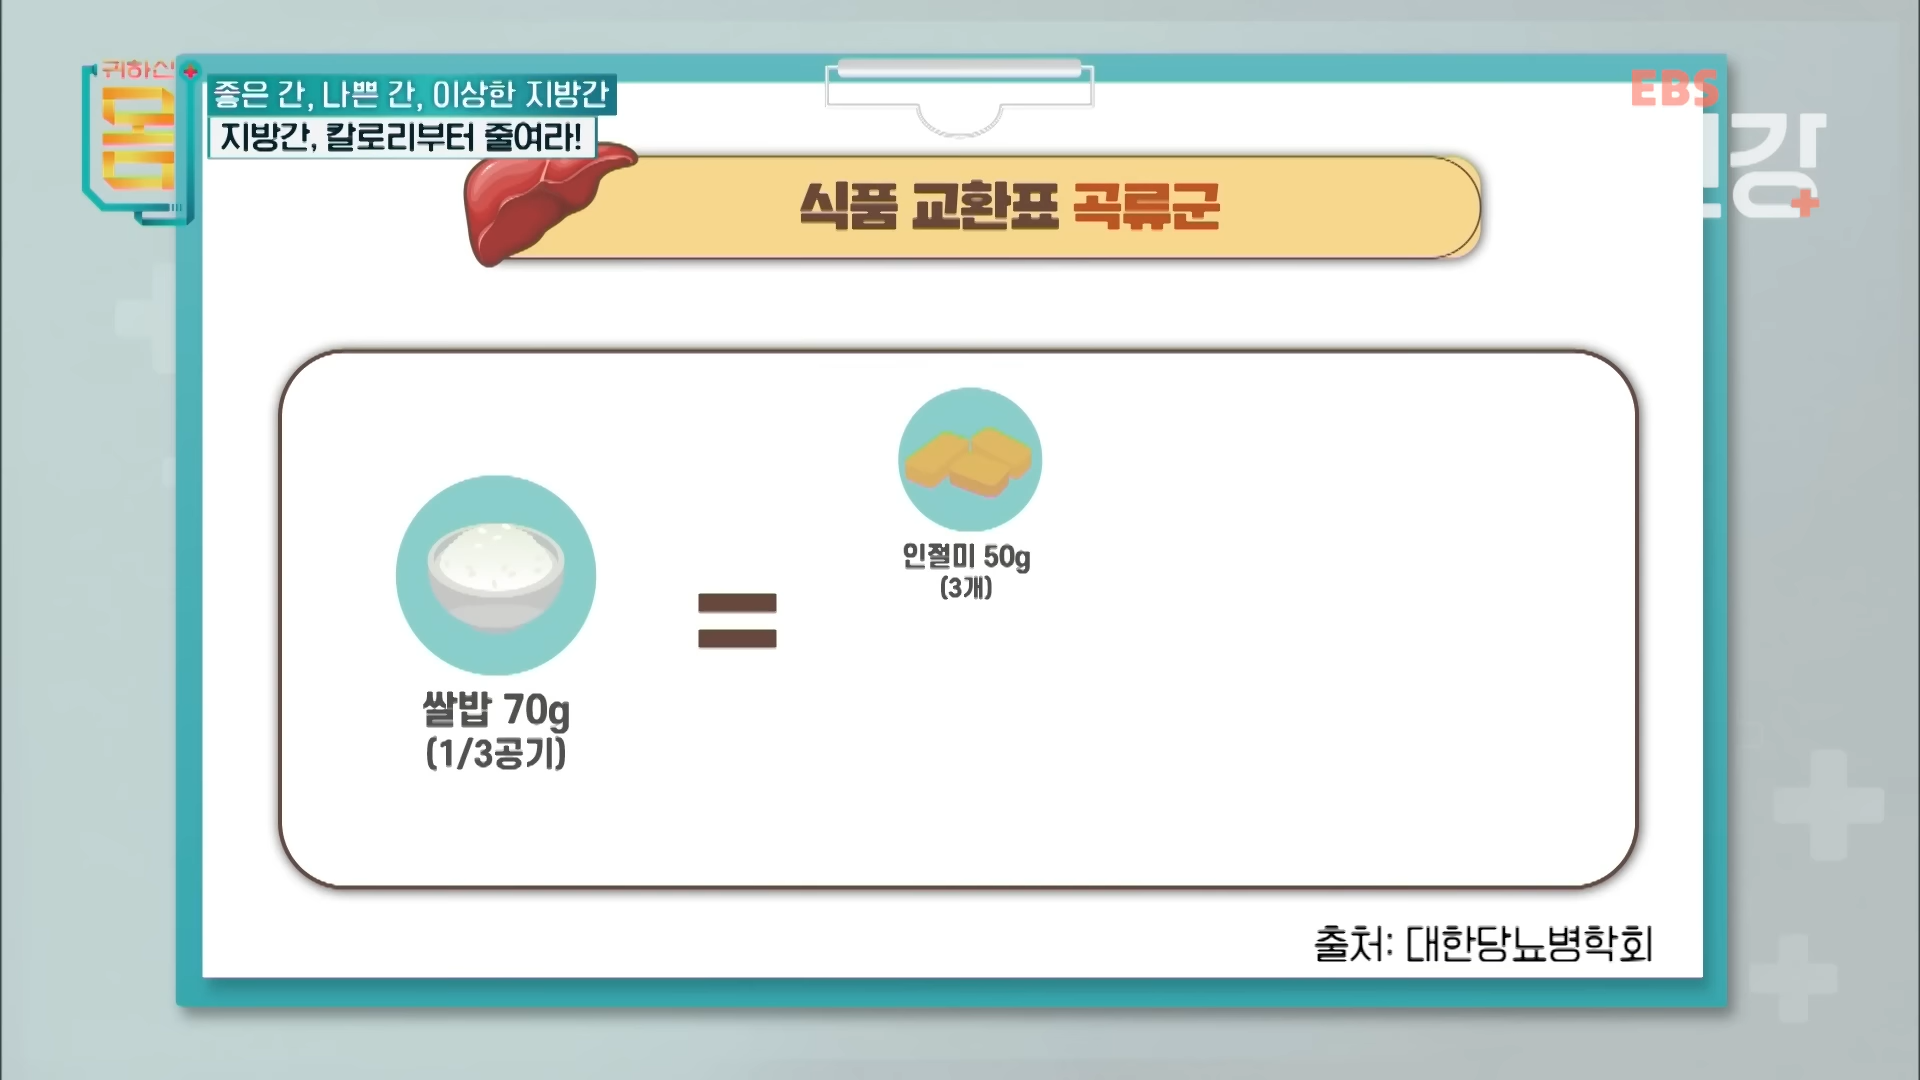 귀하신
몸
좋은 간, 나쁜 간, 이상한 지방간
지방간, 칼로리부터 줄여라!
EBS
강
식품 교환표 곡류군
인절미 50g
(3개)
쌀밥 70g
(1/3공기)
출처: 대한당뇨병학회